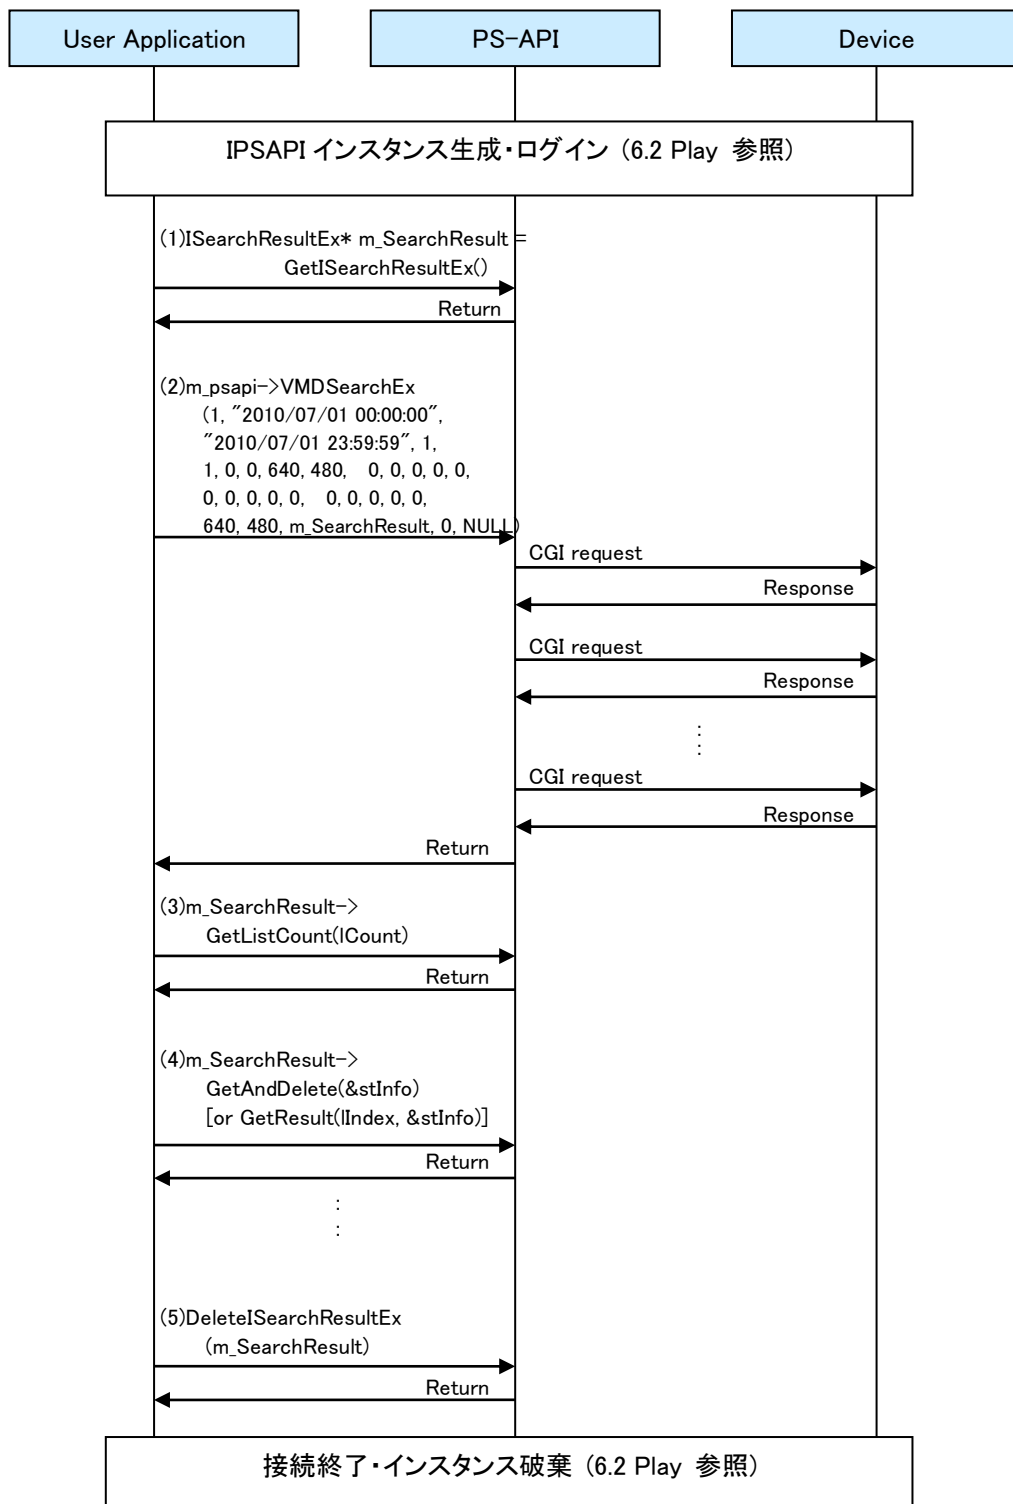 User Application
PS-API
Device
IPSAPI インスタンス生成・ログイン (6.2 Play 参照)
(1)ISearchResultEx* m_SearchResult =
GetISearchResultEx()
Return
(2)m_psapi->VMDSearchEx
(1, "2010/07/01 00:00:00",
"2010/07/01 23:59:59", 1,
1, 0, 0, 640, 480, 0, 0, 0, 0, 0,
0, 0, 0, 0, 0, 0, 0, 0, 0, 0,
640, 480, m_SearchResult, 0, NULL)
CGI request
Response
CGI request
Response
:
:
CGI request
Response
Return
(3)m_SearchResult->
GetListCount(lCount)
Return
(4)m_SearchResult->
GetAndDelete(&stInfo)
[or GetResult(lIndex, &stInfo)]
Return
:
:
(5)DeleteISearchResultEx
(m_SearchResult)
Return
接続終了・インスタンス破棄 (6.2 Play 参照)